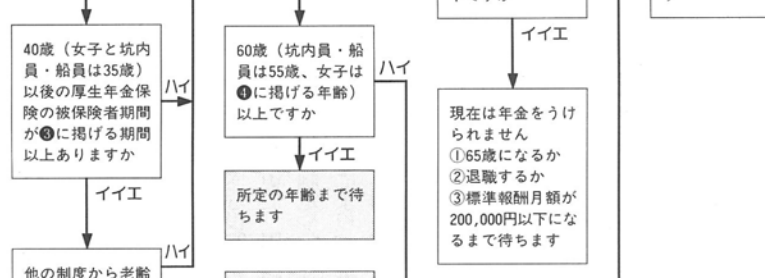 イイエ
40歳（女子と坑内
員・船員は35歳）
以後の厚生年金保
険の被保険者期間
が❸に掲げる期間
以上ありますか
ハイ
イイエ
他の制度から老齢
ハイ
60歳（坑内員・船
員は55歳、女子は
❹に掲げる年齢）
以上ですか
ハイ
イイエ
所定の年齢まで待
ちます
現在は年金をうけ
られません
①65歳になるか
②退職するか
③標準報酬月額が
200,000円以下にな
るまで待ちます